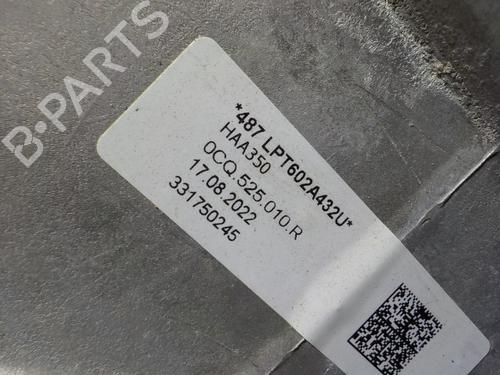 B-PARTS
*487 LPT602A432U*
HAA350
0CQ.525.010.R
17.08.2022
331750245